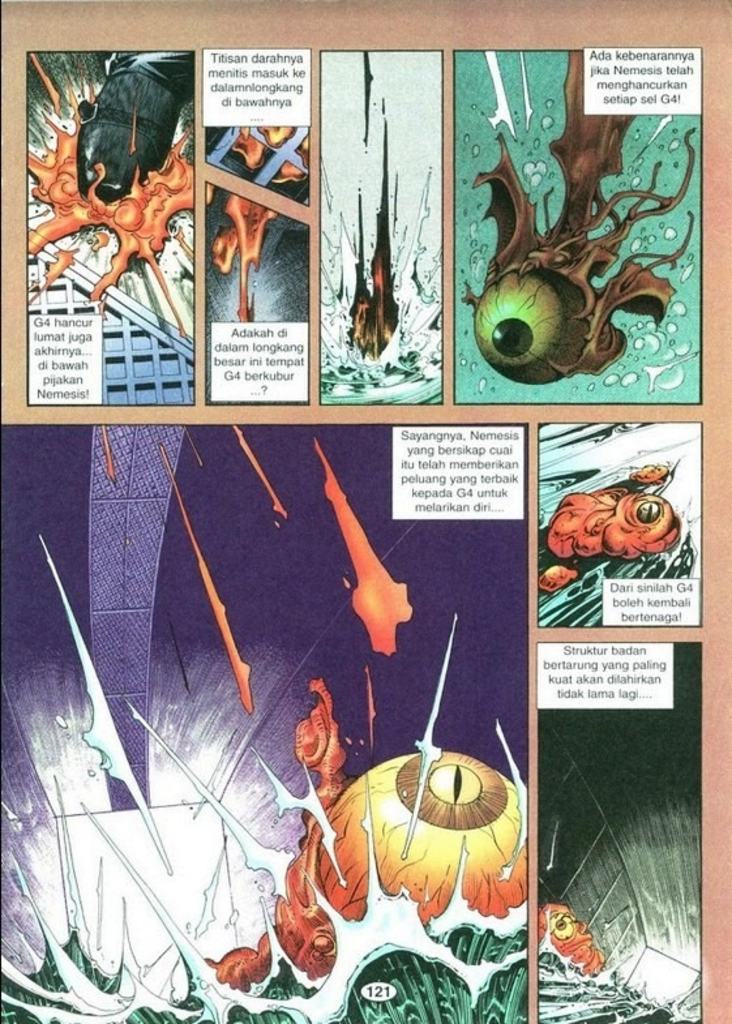 G4 hancur
lumat juga
akhirnya...
di bawah
pijakan
Nemesis!
Titisan darahnya
menitis masuk ke
dalamnlongkang
di bawahnya
....
Adakah di
dalam longkang
besar ini tempat
G4 berkubur
...?
Ada kebenarannya
jika Nemesis telah
menghancurkan
setiap sel G4!
Sayangnya, Nemesis
yang bersikap cuai
itu telah memberikan
peluang yang terbaik
kepada G4 untuk
melarikan diri....
Dari sinilah G4
boleh kembali
bertenaga!
Struktur badan
bertarung yang paling
kuat akan dilahirkan
tidak lama lagi....
121